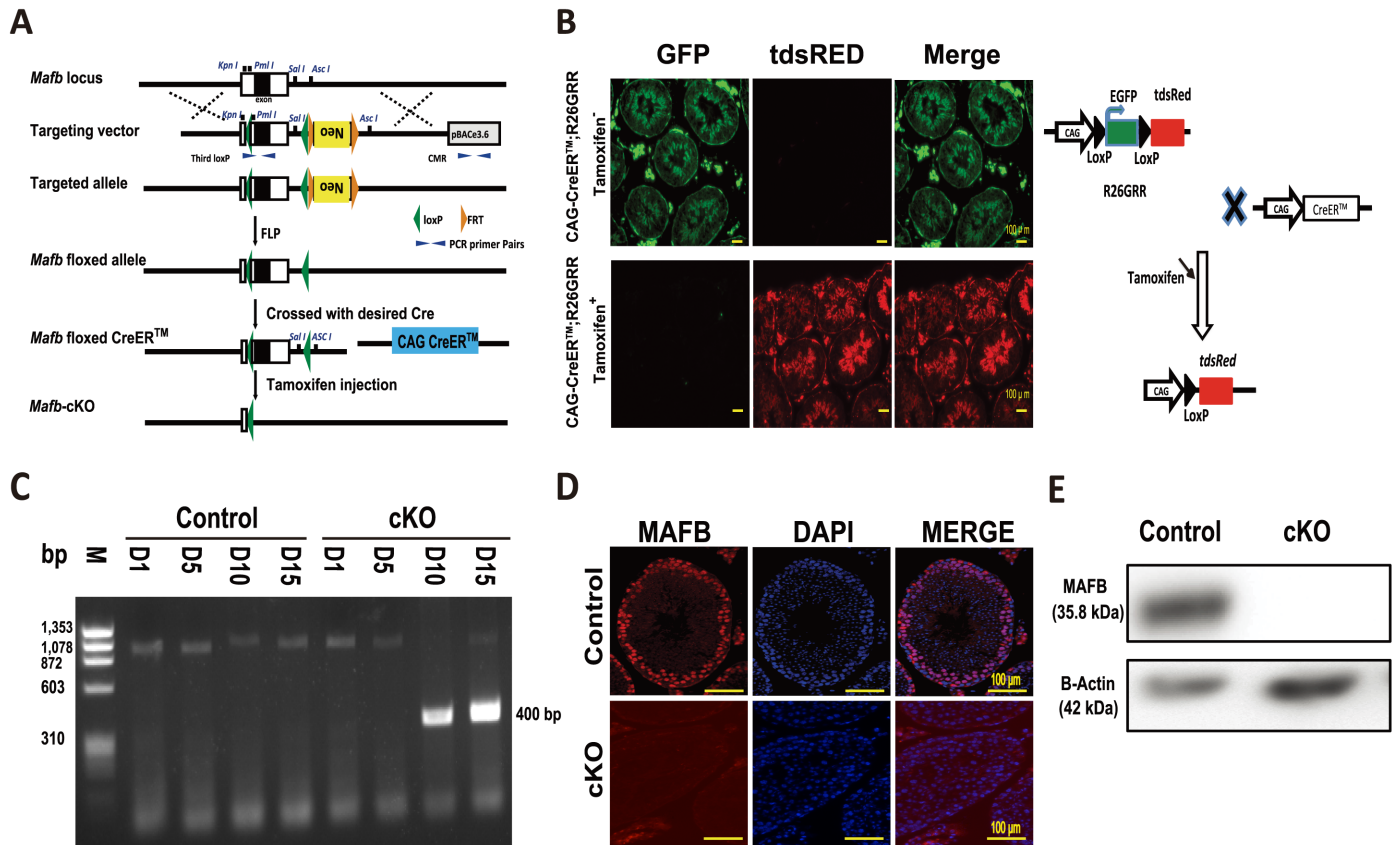 A
Kpn I
Pml I
Sal I
Asc I
Mafb locus
exon
Kpn I
Pml I
Sal I
Asc I
Targeting vector
Neo
pBACe3.6
Third loxP
CMR
Targeted allele
Neo
loxP
FRT
FLP
PCR primer Pairs
Mafb floxed allele
Crossed with desired Cre
Mafb floxed CreER™
Sal I
ASC I
CAG CreER™
Tamoxifen injection
Mafb-cKO
B
GFP
tdsRED
Merge
CAG-CreER™;R26GRR
Tamoxifen-
100 µm
CAG-CreER™;R26GRR
Tamoxifen+
100 µm
EGFP
tdsRed
CAG
LoxP
LoxP
R26GRR
CAG
CreER™
Tamoxifen
tdsRed
CAG
LoxP
C
Control
cKO
bp
M
D1
D5
D10
D15
D1
D5
D10
D15
1,353
1,078
872
603
310
400 bp
D
MAFB
DAPI
MERGE
Control
100 µm
cKO
100 µm
E
Control
cKO
MAFB
(35.8 kDa)
B-Actin
(42 kDa)